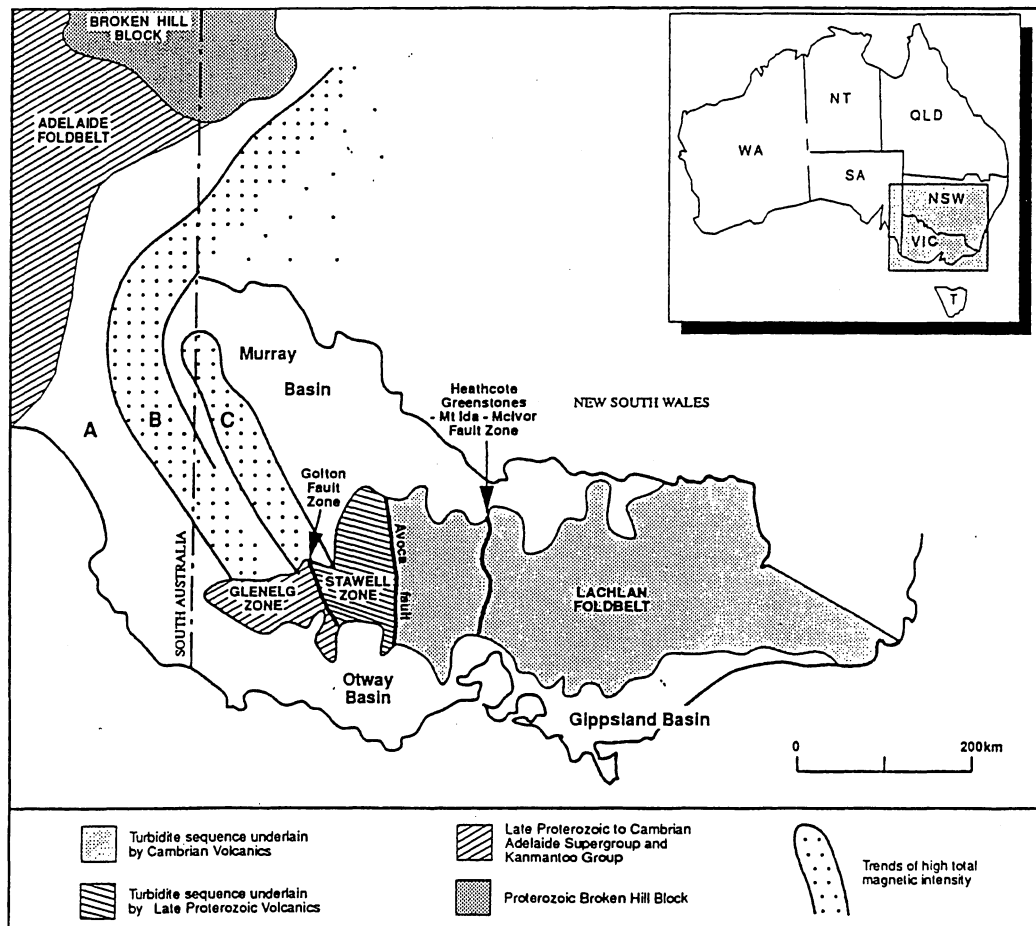 BROKEN HILL
BLOCK
ADELAIDE
FOLDBELT
NT
QLD
WA
SA
NSW
VIC
T
Murray
Basin
A
B
C
Heathcote
Greenstones
- Mt Ida - McIvor
Fault Zone
NEW SOUTH WALES
Golton
Fault
Zone
Avoca
fault
STAWELL
ZONE
GLENELG
ZONE
SOUTH AUSTRALIA
LACHLAN
FOLDBELT
Otway
Basin
Gippsland Basin
0
200km
Turbidite sequence underlain
by Cambrian Volcanics
Turbidite sequence underlain
by Late Proterozoic Volcanics
Late Proterozoic to Cambrian
Adelaide Supergroup and
Kanmantoo Group
Proterozoic Broken Hill Block
Trends of high total
magnetic intensity